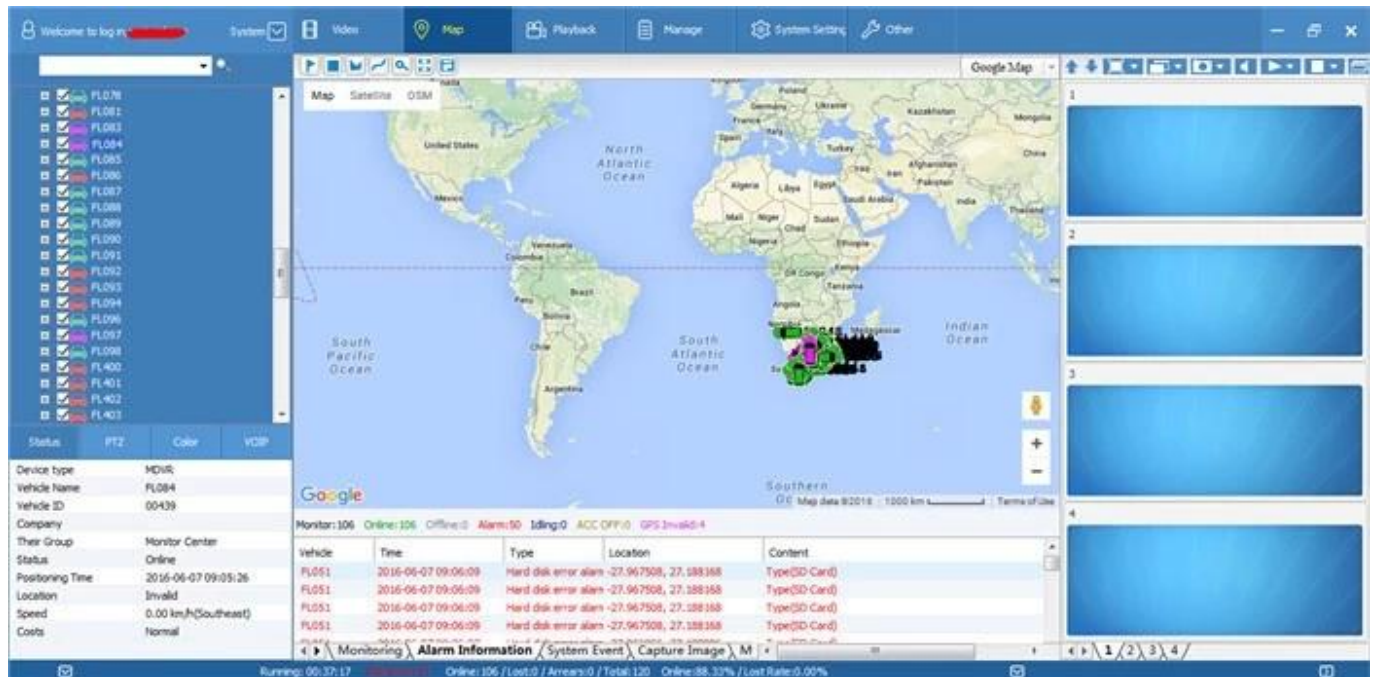 Welcome to log in,
System
Video
Map
Playback
Manage
System Setting
Other
Google Map
Map Satellite OSM
FL078
FL081
FL083
FL084
FL085
FL086
FL087
FL088
FL089
FL090
FL091
FL092
FL093
FL094
FL096
FL097
FL098
FL400
FL401
FL402
FL403
Status PTZ Color VOIP
Device type MDVR
Vehicle Name FL084
Vehicle ID 00439
Company
Their Group Monitor Center
Status Online
Positioning Time 2016-06-07 09:05:26
Location Invalid
Speed 0.00 km/h(Southeast)
Costs Normal
United States
Mexico
Venezuela
Colombia
Peru
Brazil
Bolivia
Chile
Argentina
North Atlantic Ocean
South Pacific Ocean
South Atlantic Ocean
Indian Ocean
Southern
Poland
Germany
Ukraine
France
Spain
Italy
Turkey
Kazakhstan
Mongolia
China
Afghanistan
Pakistan
Iraq
Iran
India
Thailand
Algeria
Libya
Egypt
Saudi Arabia
Mali
Niger
Chad
Sudan
Nigeria
Ethiopia
DR Congo
Kenya
Tanzania
Angola
Namibia
Madagascar
Google
Map data ©2016 1000 km Terms of Use
Monitor:106 Online:106 Offline:0 Alarm:50 Idling:0 ACC OFF:0 GPS Invalid:4
Vehicle Time Type Location Content
FL051 2016-06-07 09:06:09 Hard disk error alarm -27.967508, 27.188168 Type(SD Card)
FL051 2016-06-07 09:06:09 Hard disk error alarm -27.967508, 27.188168 Type(SD Card)
FL051 2016-06-07 09:06:09 Hard disk error alarm -27.967508, 27.188168 Type(SD Card)
FL051 2016-06-07 09:06:09 Hard disk error alarm -27.967508, 27.188168 Type(SD Card)
Monitoring Alarm Information System Event Capture Image M
1
2
3
4
1 2 3 4
Running: 00:37:17 Online:106 /Lost:0 / Arrears:0 /Total:120 Online:88.33% /Lost Rate:0.00%